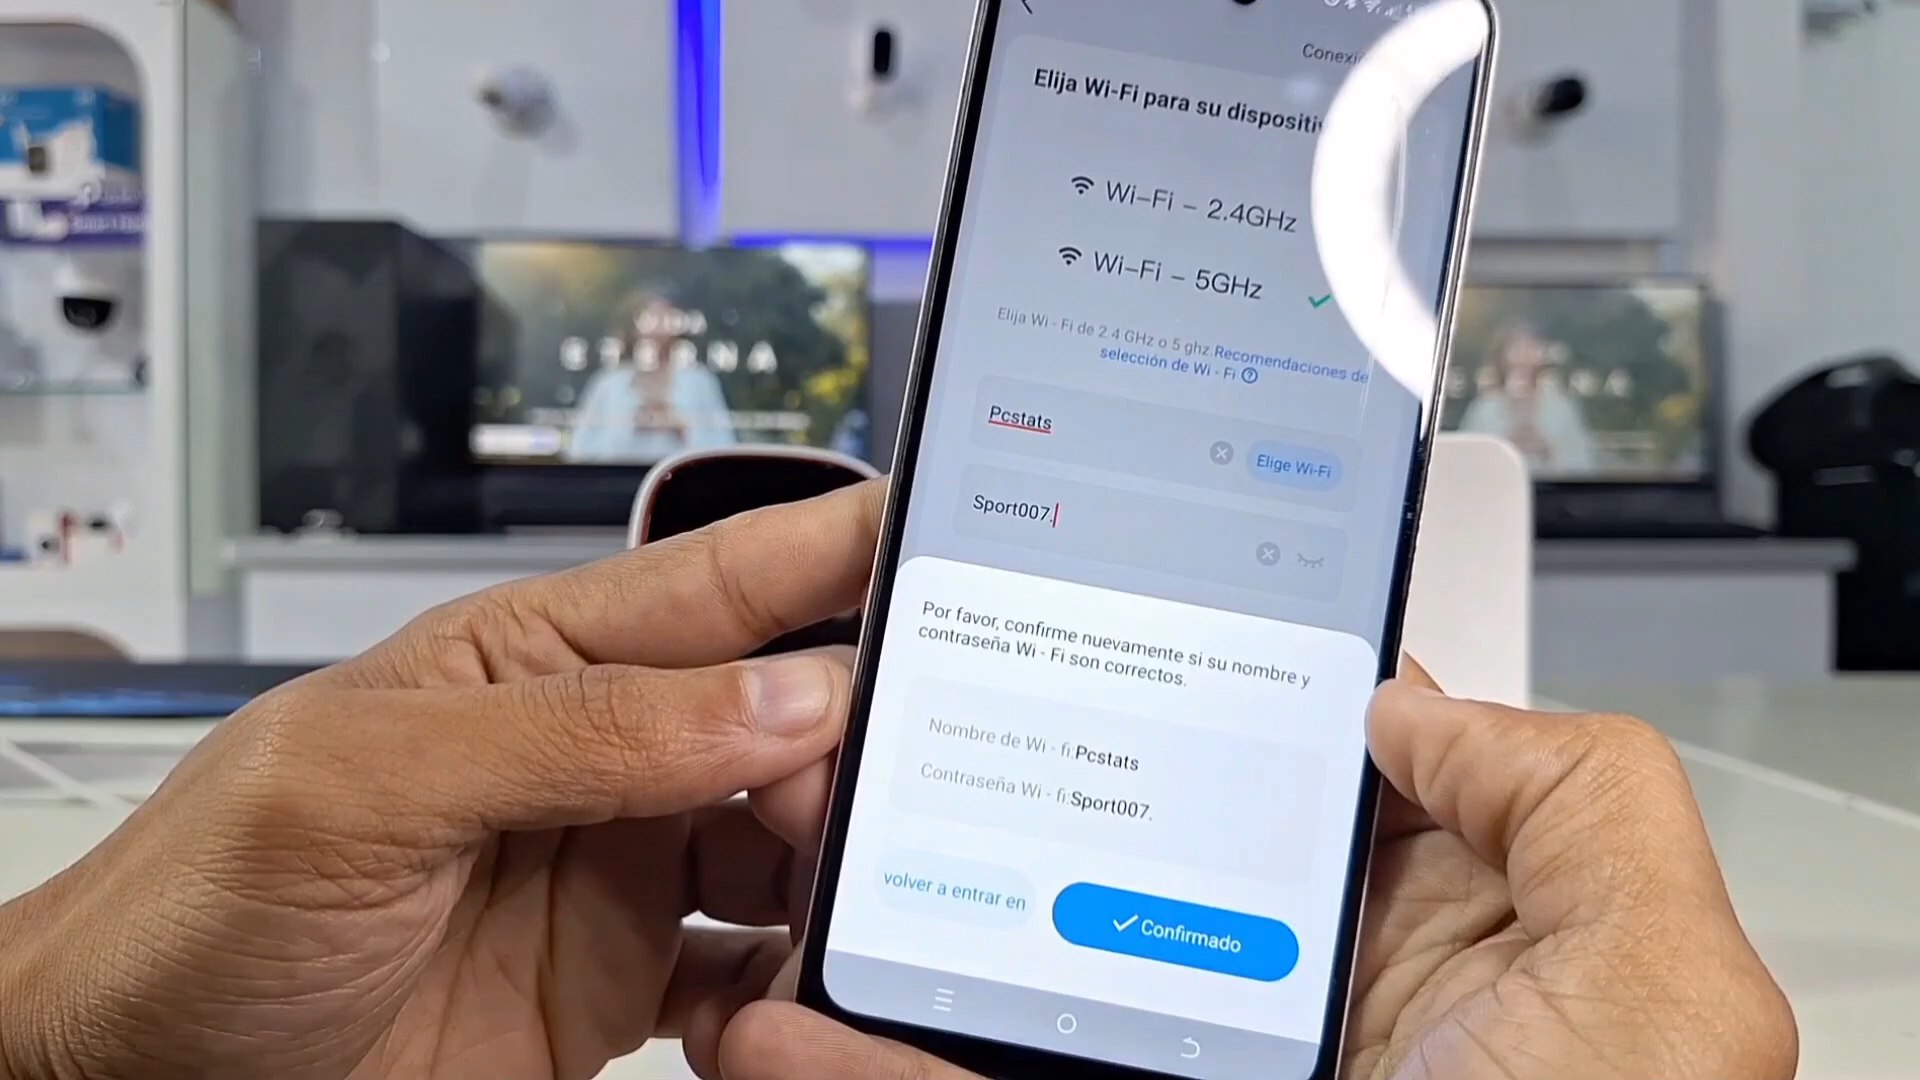 Elija Wi-Fi para su
Wi-Fi - 2.4GHz
Wi-Fi - 5GHz
Elija Wi - Fi de 2.4 GHz o 5 ghz.Recomendaciones de
selección de Wi - Fi
Pcstats
Elige Wi-Fi
Sport007.
Por favor, confirme nuevamente si su nombre y
contraseña Wi - Fi son correctos.
Nombre de Wi - fi:Pcstats
Contraseña Wi - fi:Sport007.
volver a entrar en
Confirmado
ETERNA